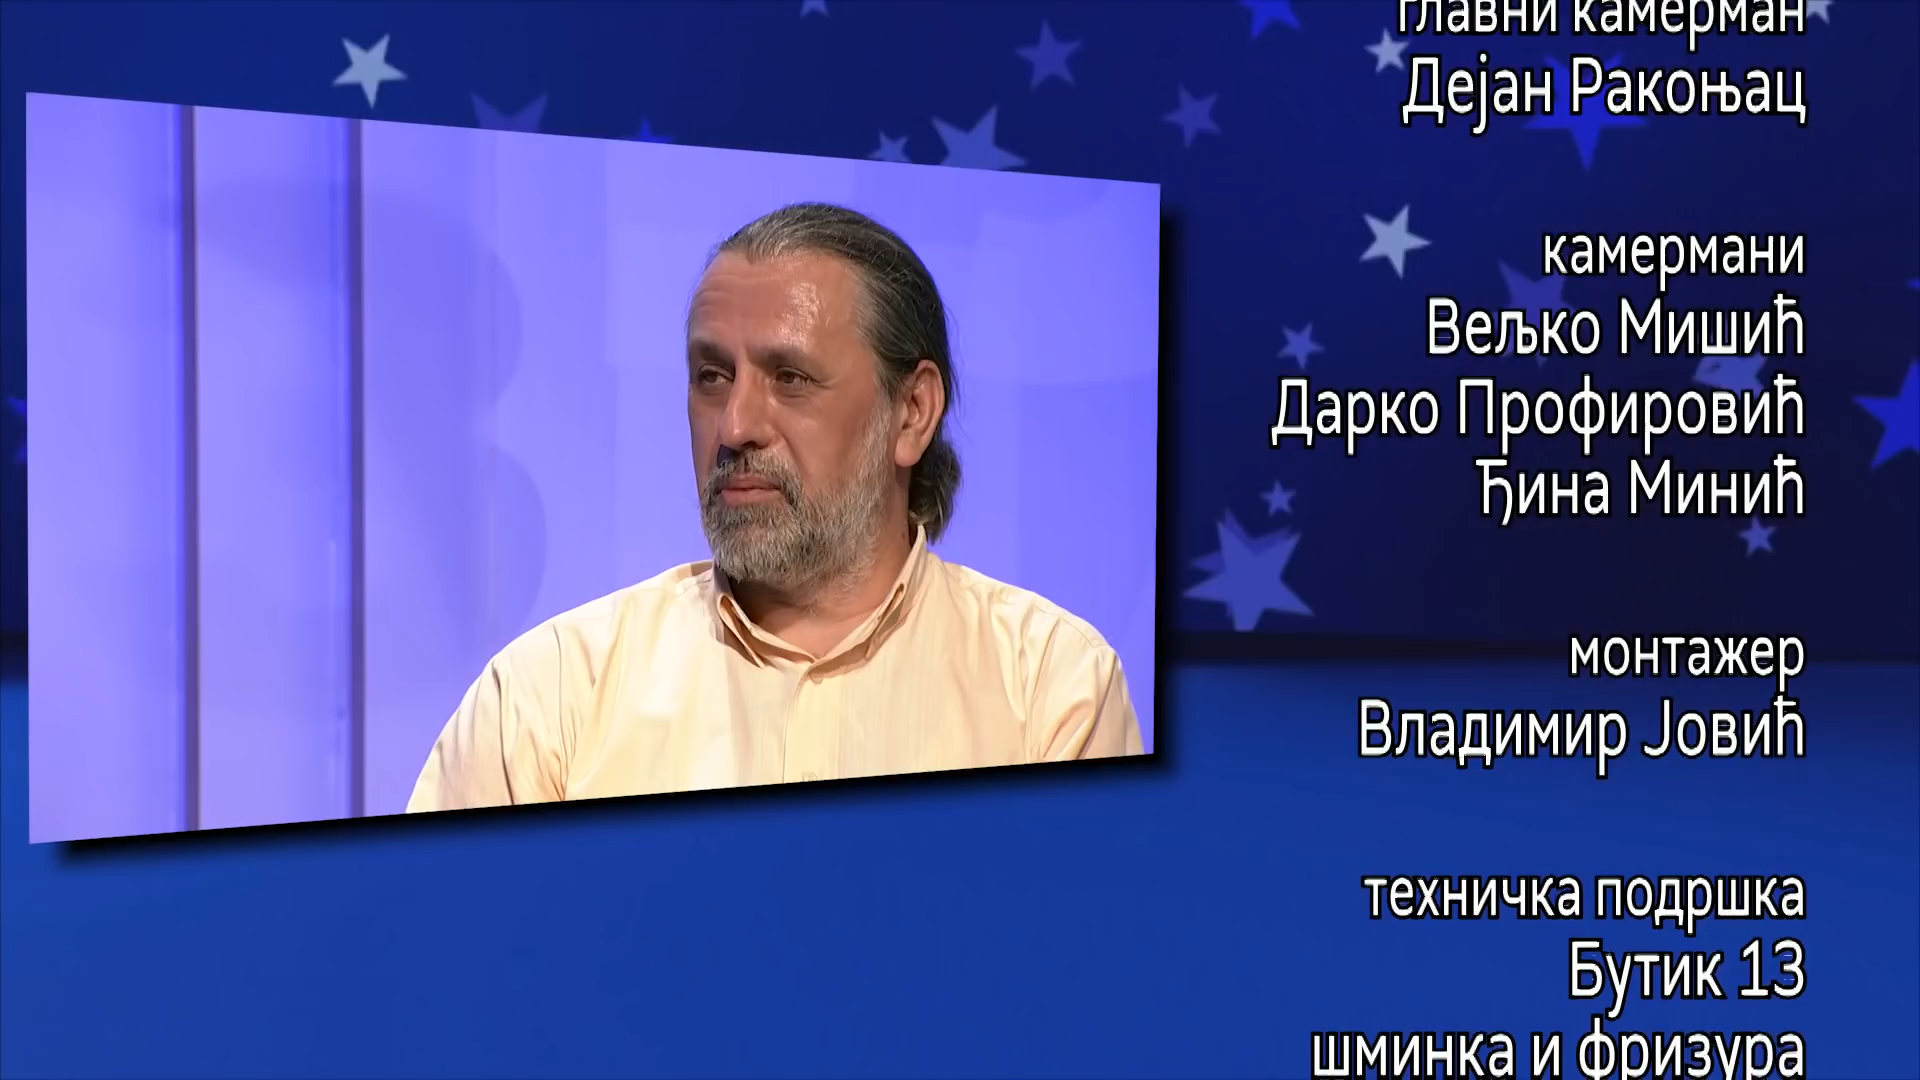 главни камерман
Дејан Ракоњац
камермани
Вељко Мишић
Дарко Профировић
Ђина Минић
монтажер
Владимир Јовић
техничка подршка
Бутик 13
шминка и фризура